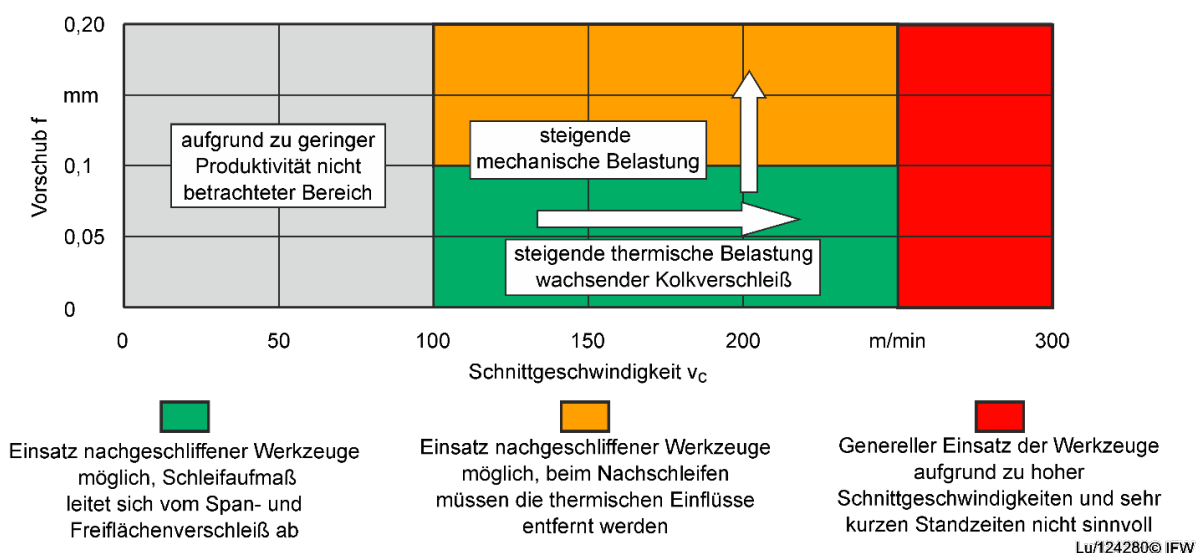 0,20
mm
0,1
0,05
0
Vorschub f
aufgrund zu geringer
Produktivität nicht
betrachteter Bereich
steigende
mechanische Belastung
steigende thermische Belastung
wachsender Kolkverschleiß
0
50
100
150
200
m/min
300
Schnittgeschwindigkeit vc
Einsatz nachgeschliffener Werkzeuge
möglich, Schleifaufmaß
leitet sich vom Span- und
Freiflächenverschleiß ab
Einsatz nachgeschliffener Werkzeuge
möglich, beim Nachschleifen
müssen die thermischen Einflüsse
entfernt werden
Genereller Einsatz der Werkzeuge
aufgrund zu hoher
Schnittgeschwindigkeiten und sehr
kurzen Standzeiten nicht sinnvoll
Lu/124280© IFW